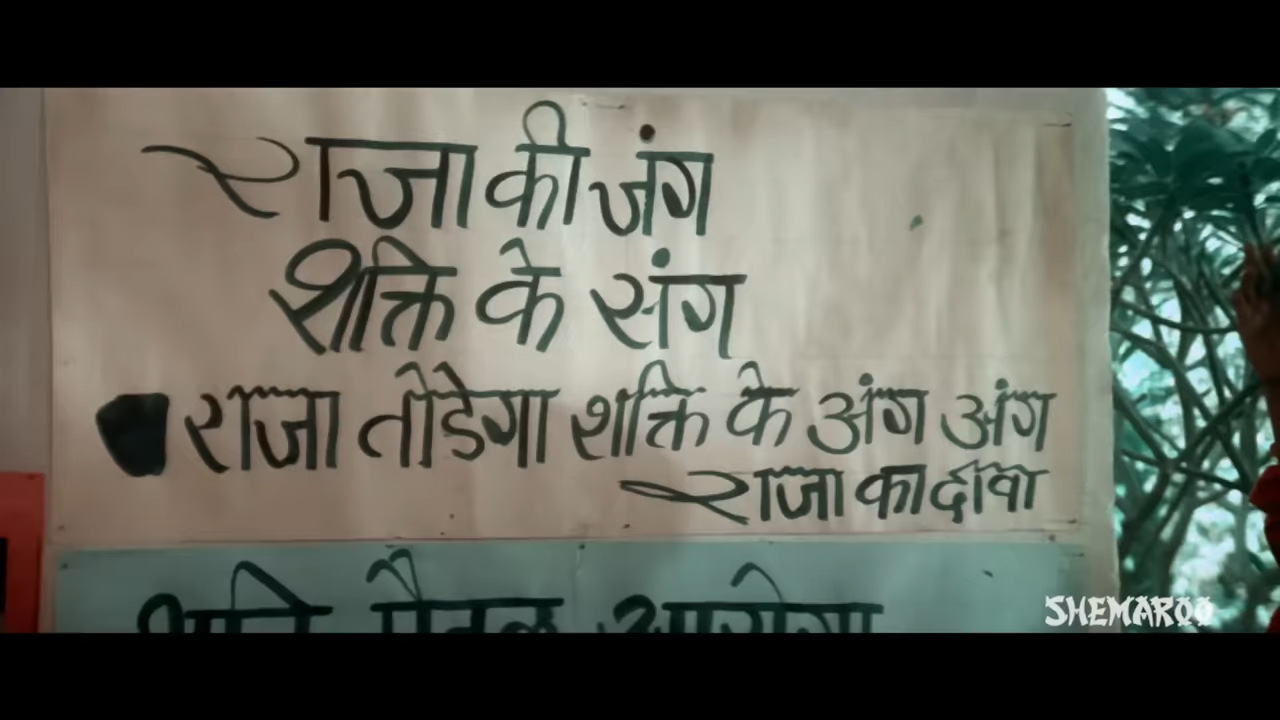 राजा की जंग
शक्ति के संग
राजा तोडेगा शक्ति के अंग अंग
राजा का दावा
SHEMAROO